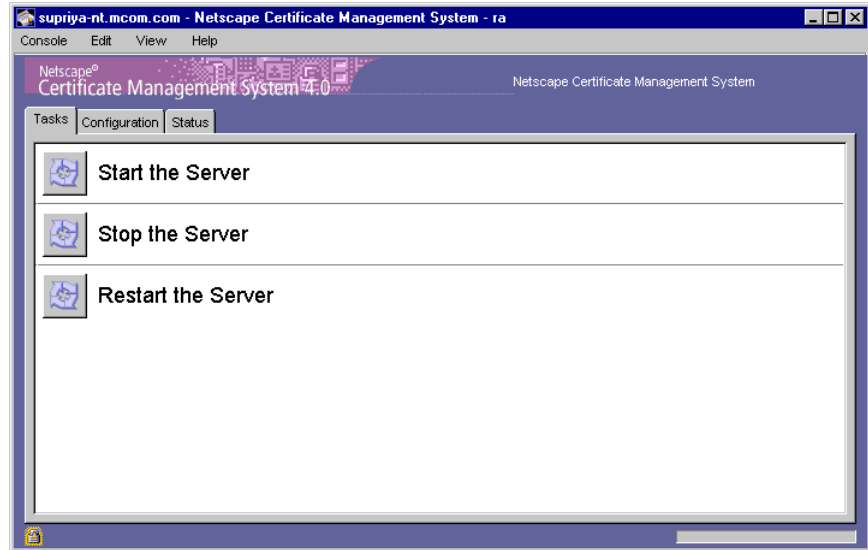 supriya-nt.mcom.com - Netscape Certificate Management System - ra
Console Edit View Help
Netscape®
Certificate Management System 4.0
Netscape Certificate Management System
Tasks Configuration Status
Start the Server
Stop the Server
Restart the Server